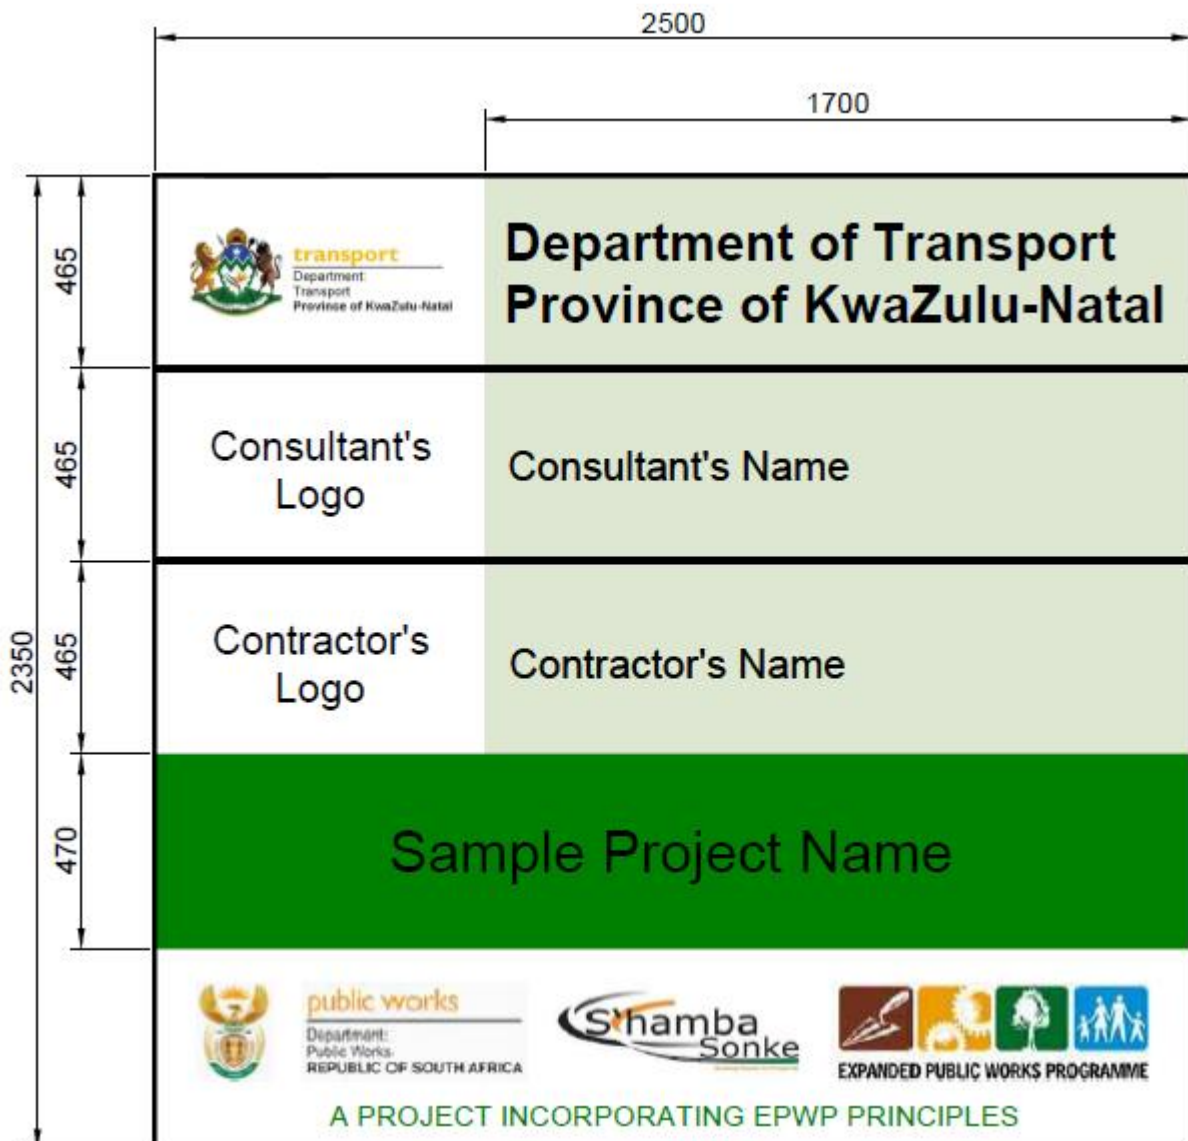 2500
1700
465
transport
Department
Transport
Province of KwaZulu-Natal
Department of Transport
Province of KwaZulu-Natal
465
Consultant's
Logo
Consultant's Name
2350
465
Contractor's
Logo
Contractor's Name
470
Sample Project Name
public works
Department:
Public Works
REPUBLIC OF SOUTH AFRICA
S'hamba
Sonke
EXPANDED PUBLIC WORKS PROGRAMME
A PROJECT INCORPORATING EPWP PRINCIPLES